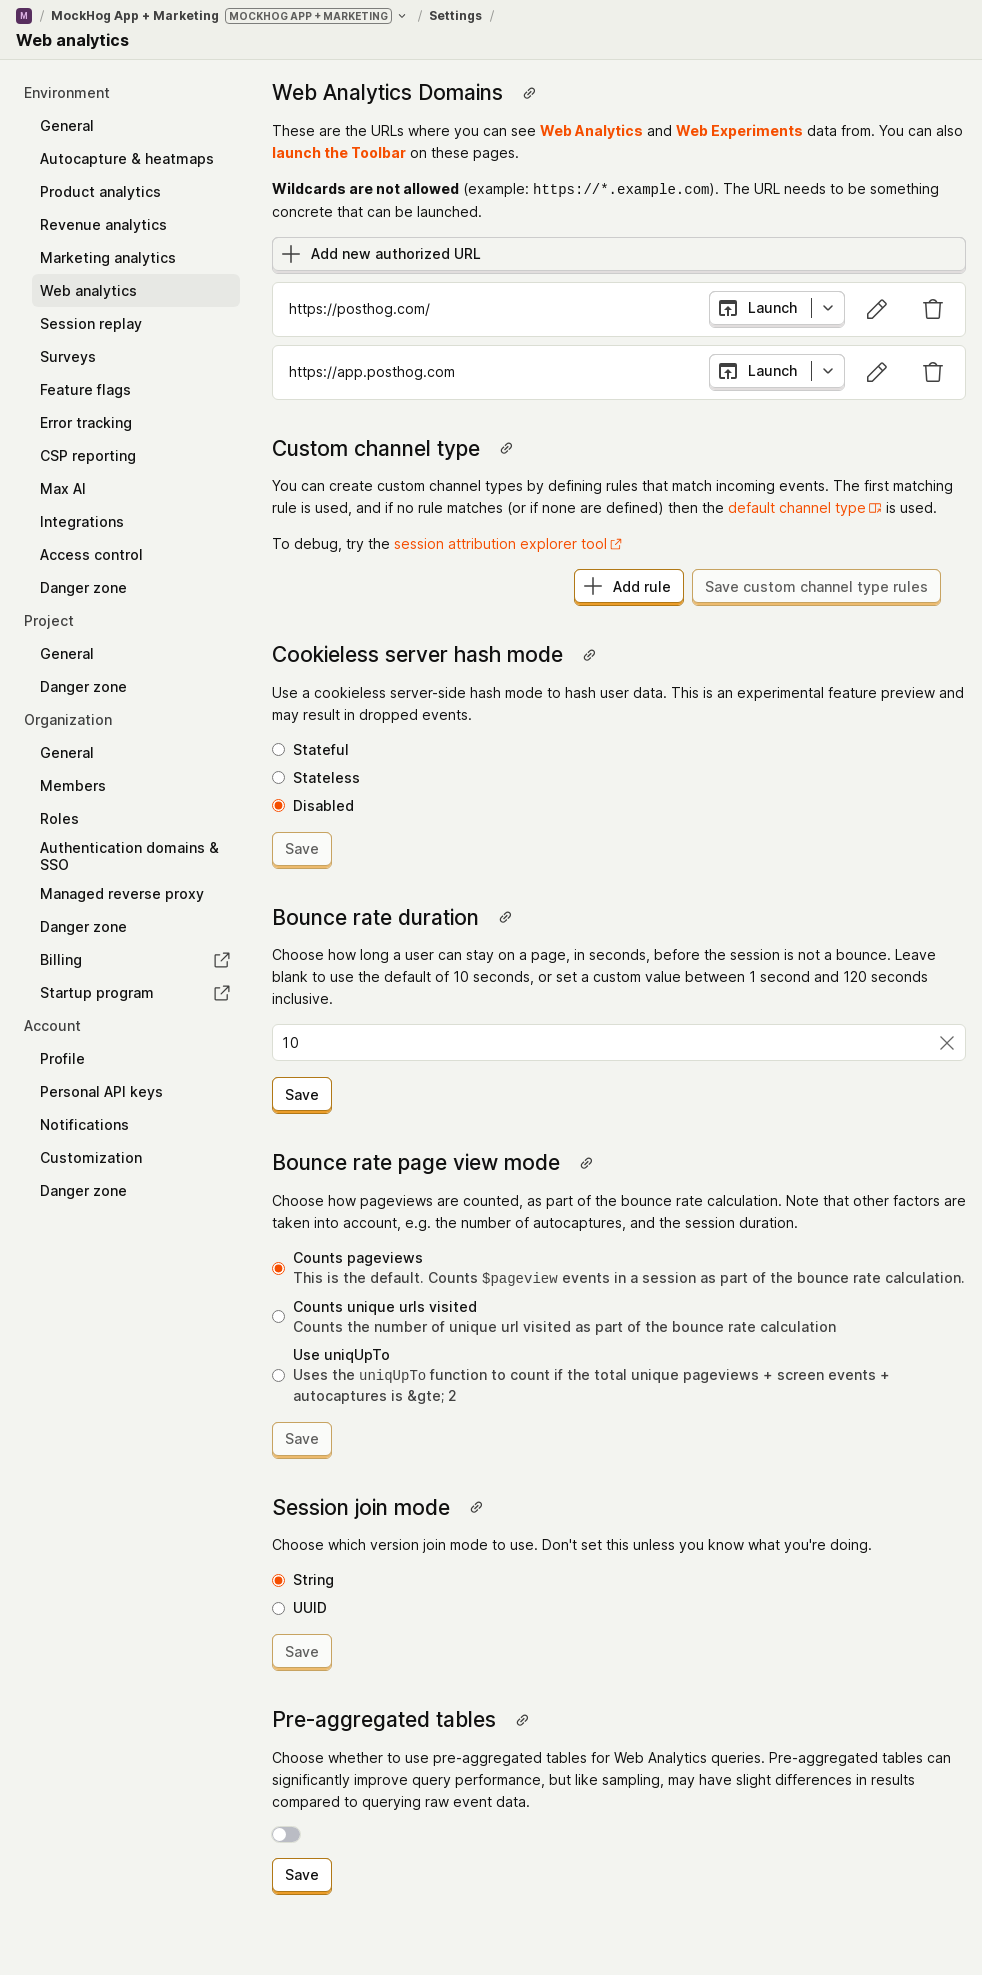 M / MockHog App + Marketing MOCKHOG APP + MARKETING / Settings /
Web analytics
Environment
General
Autocapture & heatmaps
Product analytics
Revenue analytics
Marketing analytics
Web analytics
Session replay
Surveys
Feature flags
Error tracking
CSP reporting
Max AI
Integrations
Access control
Danger zone
Project
General
Danger zone
Organization
General
Members
Roles
Authentication domains &
SSO
Managed reverse proxy
Danger zone
Billing
Startup program
Account
Profile
Personal API keys
Notifications
Customization
Danger zone
Web Analytics Domains
These are the URLs where you can see Web Analytics and Web Experiments data from. You can also
launch the Toolbar on these pages.
Wildcards are not allowed (example: https://*.example.com). The URL needs to be something
concrete that can be launched.
Add new authorized URL
https://posthog.com/ Launch
https://app.posthog.com Launch
Custom channel type
You can create custom channel types by defining rules that match incoming events. The first matching
rule is used, and if no rule matches (or if none are defined) then the default channel type is used.
To debug, try the session attribution explorer tool
Add rule Save custom channel type rules
Cookieless server hash mode
Use a cookieless server-side hash mode to hash user data. This is an experimental feature preview and
may result in dropped events.
Stateful
Stateless
Disabled
Save
Bounce rate duration
Choose how long a user can stay on a page, in seconds, before the session is not a bounce. Leave
blank to use the default of 10 seconds, or set a custom value between 1 second and 120 seconds
inclusive.
10
Save
Bounce rate page view mode
Choose how pageviews are counted, as part of the bounce rate calculation. Note that other factors are
taken into account, e.g. the number of autocaptures, and the session duration.
Counts pageviews
This is the default. Counts $pageview events in a session as part of the bounce rate calculation.
Counts unique urls visited
Counts the number of unique url visited as part of the bounce rate calculation
Use uniqUpTo
Uses the uniqUpTo function to count if the total unique pageviews + screen events +
autocaptures is &gte; 2
Save
Session join mode
Choose which version join mode to use. Don't set this unless you know what you're doing.
String
UUID
Save
Pre-aggregated tables
Choose whether to use pre-aggregated tables for Web Analytics queries. Pre-aggregated tables can
significantly improve query performance, but like sampling, may have slight differences in results
compared to querying raw event data.
Save